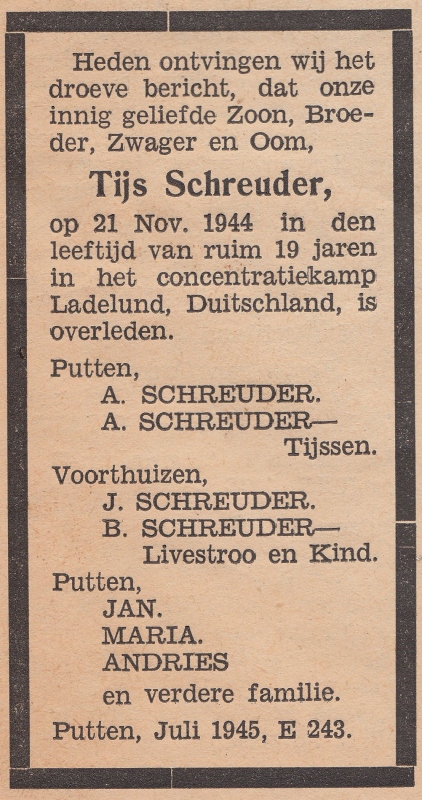 Heden ontvingen wij het
droeve bericht, dat onze
innig geliefde Zoon, Broe-
der, Zwager en Oom,
Tijs Schreuder,
op 21 Nov. 1944 in den
leeftijd van ruim 19 jaren
in het concentratiekamp
Ladelund, Duitschland, is
overleden.
Putten,
A. SCHREUDER.
A. SCHREUDER—
Tijssen.
Voorthuizen,
J. SCHREUDER.
B. SCHREUDER—
Livestroo en Kind.
Putten,
JAN.
MARIA.
ANDRIES
en verdere familie.
Putten, Juli 1945, E 243.